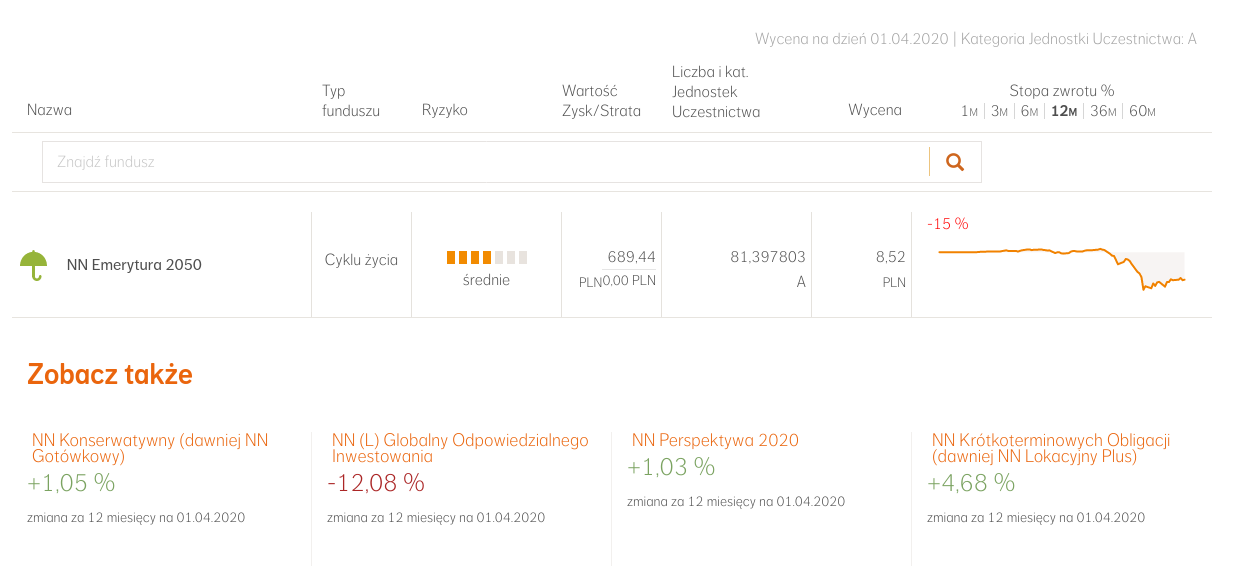 Wycena na dzień 01.04.2020 | Kategoria Jednostki Uczestnictwa: A
Nazwa
Typ
funduszu
Ryzyko
Wartość
Zysk/Strata
Liczba i kat.
Jednostek
Uczestnictwa
Wycena
Stopa zwrotu %
1M | 3M | 6M | 12M | 36M | 60M
Znajdź fundusz
NN Emerytura 2050
Cyklu życia
średnie
689,44
PLN0,00 PLN
81,397803
A
8,52
PLN
-15 %
Zobacz także
NN Konserwatywny (dawniej NN
Gotówkowy)
+1,05 %
zmiana za 12 miesięcy na 01.04.2020
NN (L) Globalny Odpowiedzialnego
Inwestowania
-12,08 %
zmiana za 12 miesięcy na 01.04.2020
NN Perspektywa 2020
+1,03 %
zmiana za 12 miesięcy na 01.04.2020
NN Krótkoterminowych Obligacji
(dawniej NN Lokacyjny Plus)
+4,68 %
zmiana za 12 miesięcy na 01.04.2020